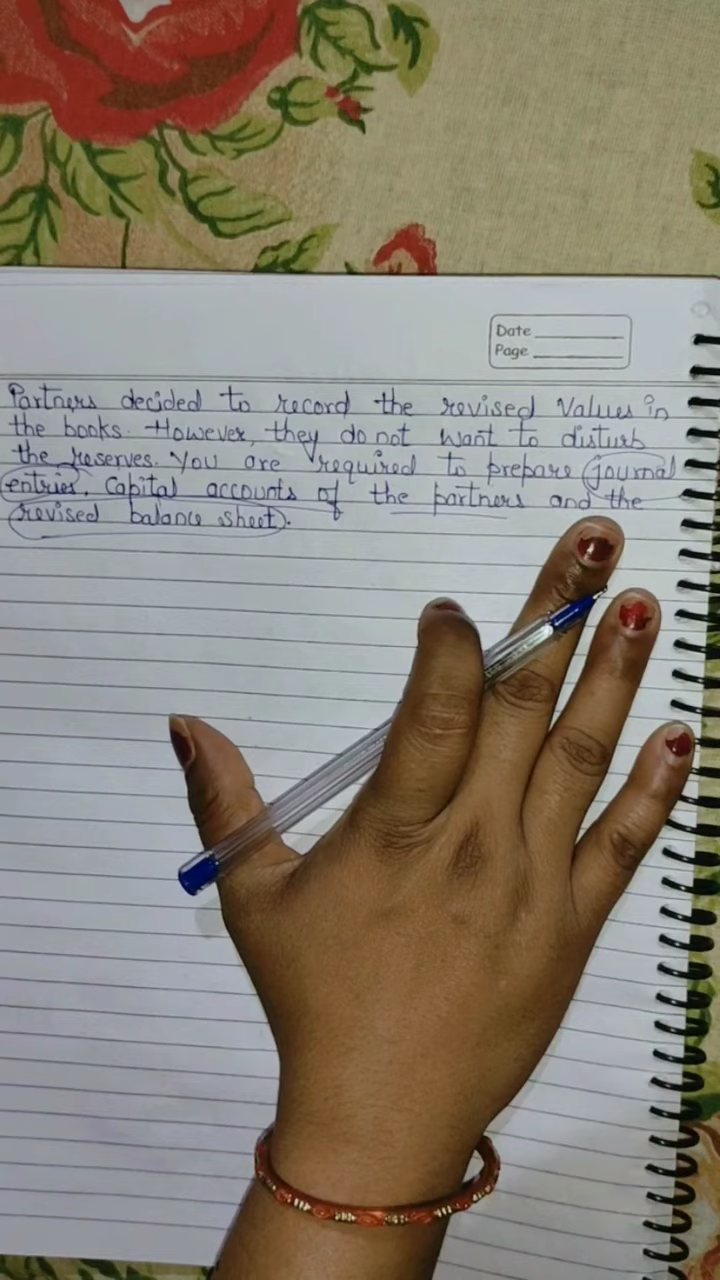 Date
Page
Partners decided to record the revised values in
the books. However, they do not want to disturb
the reserves. You are required to prepare journal
entries, Capital accounts of the partners and the
revised balance sheet.